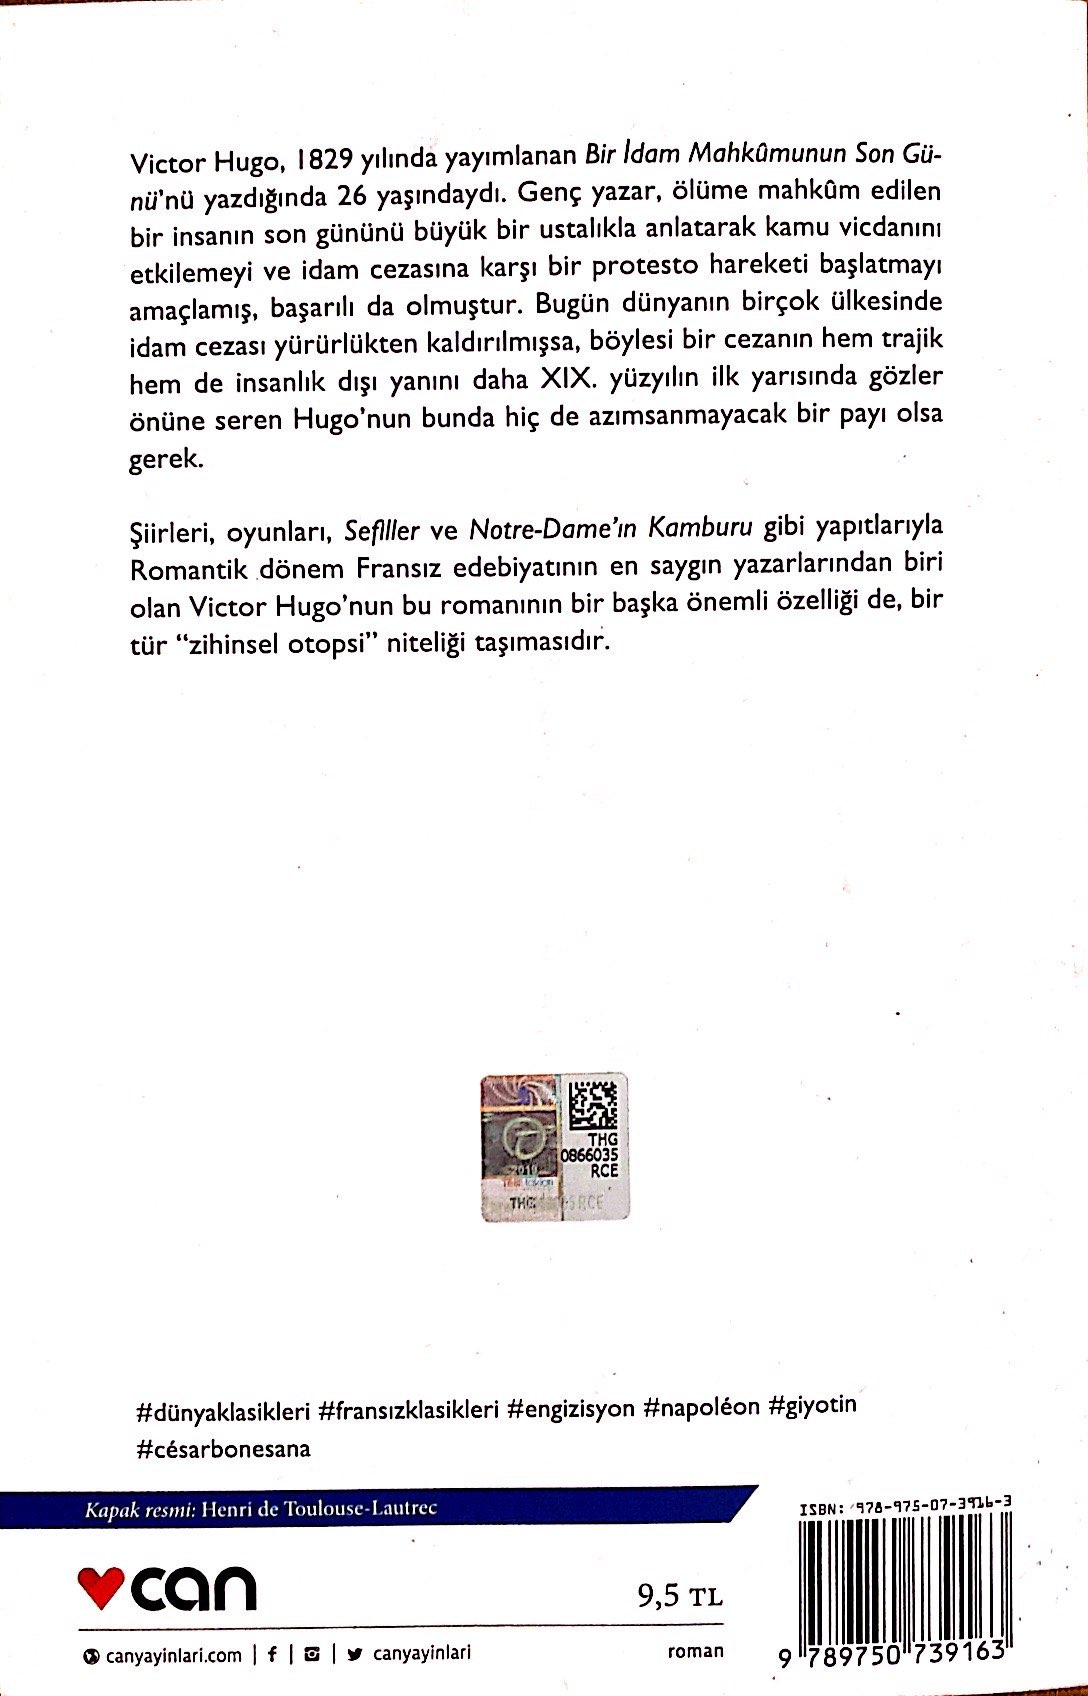 Victor Hugo, 1829 yılında yayımlanan Bir İdam Mahkûmunun Son Gü-
nü'nü yazdığında 26 yaşındaydı. Genç yazar, ölüme mahkûm edilen
bir insanın son gününü büyük bir ustalıkla anlatarak kamu vicdanını
etkilemeyi ve idam cezasına karşı bir protesto hareketi başlatmayı
amaçlamış, başarılı da olmuştur. Bugün dünyanın birçok ülkesinde
idam cezası yürürlükten kaldırılmışsa, böylesi bir cezanın hem trajik
hem de insanlık dışı yanını daha XIX. yüzyılın ilk yarısında gözler
önüne seren Hugo'nun bunda hiç de azımsanmayacak bir payı olsa
gerek.
Şiirleri, oyunları, Sefiller ve Notre-Dame'ın Kamburu gibi yapıtlarıyla
Romantik dönem Fransız edebiyatının en saygın yazarlarından biri
olan Victor Hugo'nun bu romanının bir başka önemli özelliği de, bir
tür “zihinsel otopsi” niteliği taşımasıdır.
THG
0866035
RCE
THG RCE
#dünyaklasikleri #fransızklasikleri #engizisyon #napoléon #giyotin
#césarbonesana
Kapak resmi: Henri de Toulouse-Lautrec
ISBN: 978-975-07-3916-3
can
9,5 TL
canyayinlari.com | f | | canyayinlari
roman
9 789750 739163